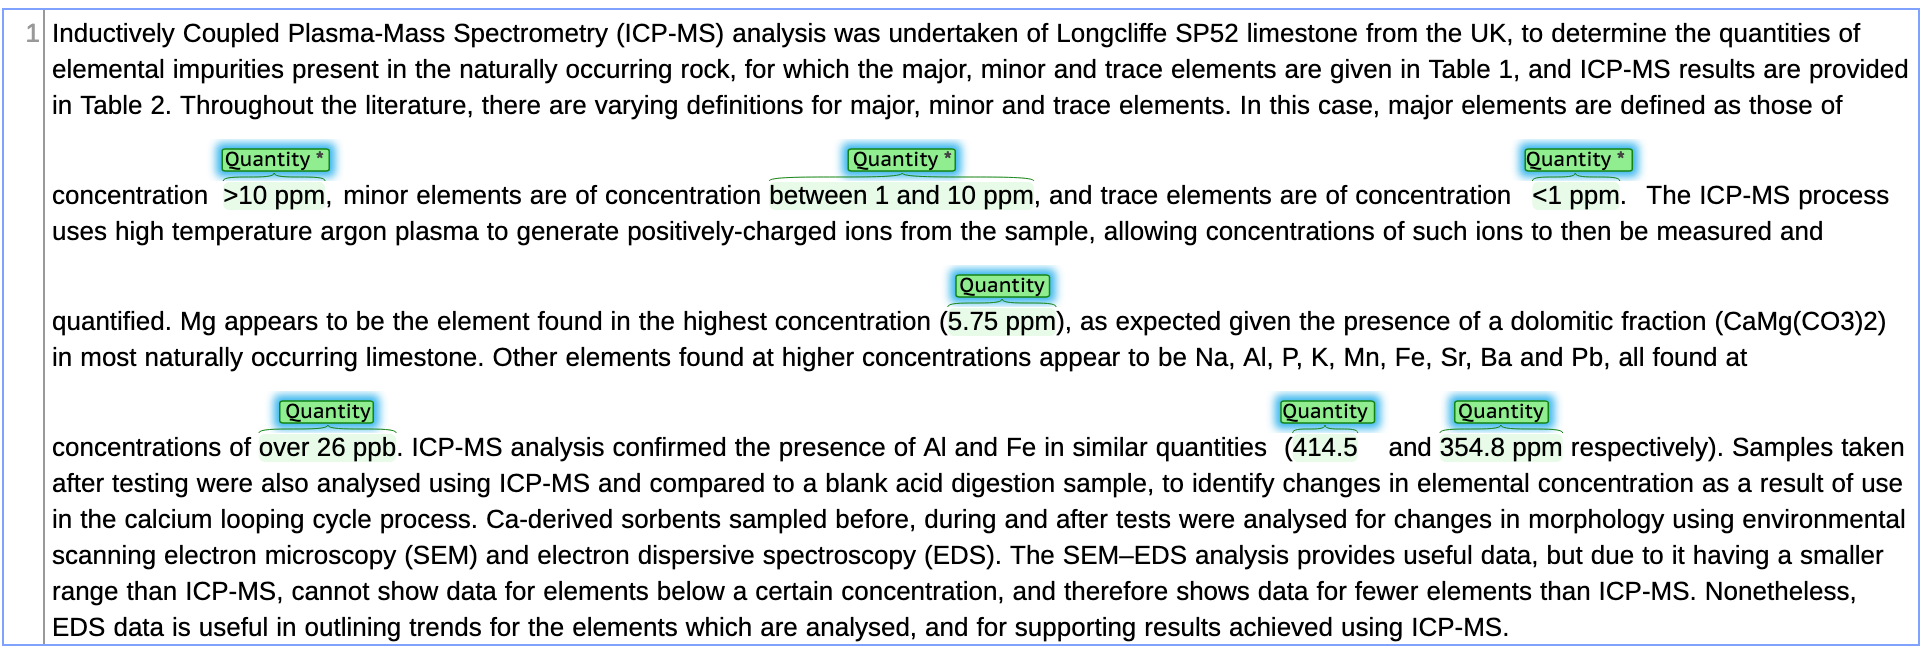 1 Inductively Coupled Plasma-Mass Spectrometry (ICP-MS) analysis was undertaken of Longcliffe SP52 limestone from the UK, to determine the quantities of
elemental impurities present in the naturally occurring rock, for which the major, minor and trace elements are given in Table 1, and ICP-MS results are provided
in Table 2. Throughout the literature, there are varying definitions for major, minor and trace elements. In this case, major elements are defined as those of
Quantity * Quantity * Quantity *
concentration >10 ppm, minor elements are of concentration between 1 and 10 ppm, and trace elements are of concentration <1 ppm. The ICP-MS process
uses high temperature argon plasma to generate positively-charged ions from the sample, allowing concentrations of such ions to then be measured and
Quantity
quantified. Mg appears to be the element found in the highest concentration (5.75 ppm), as expected given the presence of a dolomitic fraction (CaMg(CO3)2)
in most naturally occurring limestone. Other elements found at higher concentrations appear to be Na, Al, P, K, Mn, Fe, Sr, Ba and Pb, all found at
Quantity Quantity Quantity
concentrations of over 26 ppb. ICP-MS analysis confirmed the presence of Al and Fe in similar quantities (414.5 and 354.8 ppm respectively). Samples taken
after testing were also analysed using ICP-MS and compared to a blank acid digestion sample, to identify changes in elemental concentration as a result of use
in the calcium looping cycle process. Ca-derived sorbents sampled before, during and after tests were analysed for changes in morphology using environmental
scanning electron microscopy (SEM) and electron dispersive spectroscopy (EDS). The SEM–EDS analysis provides useful data, but due to it having a smaller
range than ICP-MS, cannot show data for elements below a certain concentration, and therefore shows data for fewer elements than ICP-MS. Nonetheless,
EDS data is useful in outlining trends for the elements which are analysed, and for supporting results achieved using ICP-MS.